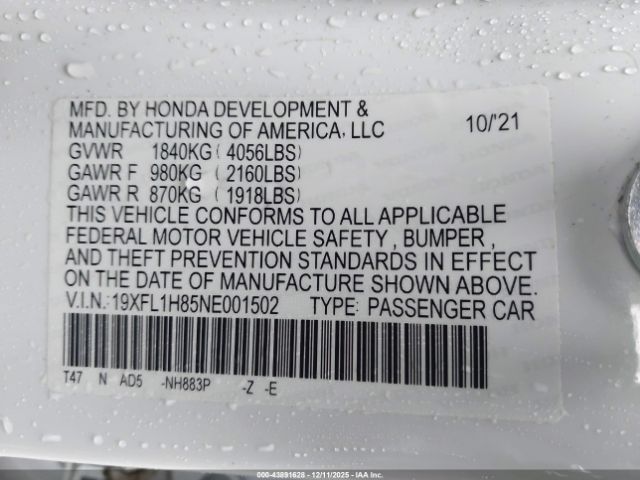 MFD. BY HONDA DEVELOPMENT &
MANUFACTURING OF AMERICA, LLC 10/'21
GVWR 1840KG ( 4056LBS)
GAWR F 980KG ( 2160LBS)
GAWR R 870KG ( 1918LBS)
THIS VEHICLE CONFORMS TO ALL APPLICABLE
FEDERAL MOTOR VEHICLE SAFETY , BUMPER ,
AND THEFT PREVENTION STANDARDS IN EFFECT
ON THE DATE OF MANUFACTURE SHOWN ABOVE.
V.I.N.:19XFL1H85NE001502 TYPE: PASSENGER CAR
T47 N AD5 -NH883P -Z -E
000-43891628 - 12/11/2025 - IAA Inc.